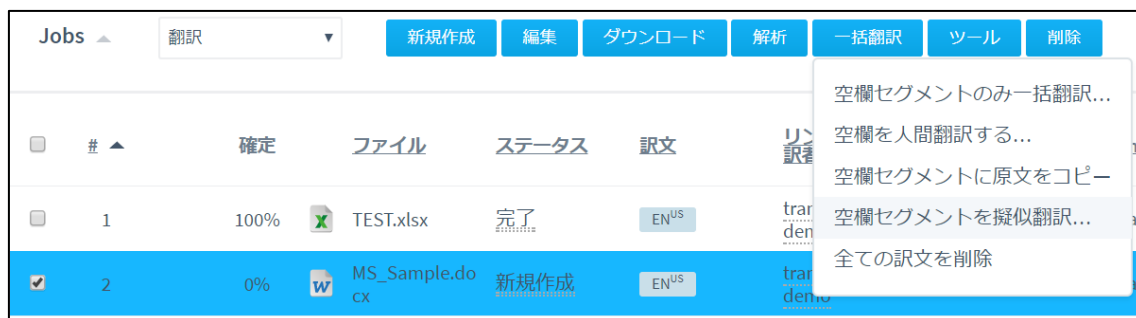 Jobs 翻訳 新規作成 編集 ダウンロード 解析 一括翻訳 ツール 削除
空欄セグメントのみ一括翻訳...
空欄を人間翻訳する...
空欄セグメントに原文をコピー
空欄セグメントを擬似翻訳...
全ての訳文を削除
# 確定 ファイル ステータス 訳文
1 100% TEST.xlsx 完了 EN US
2 0% MS_Sample.do
cx 新規作成 EN US
demo